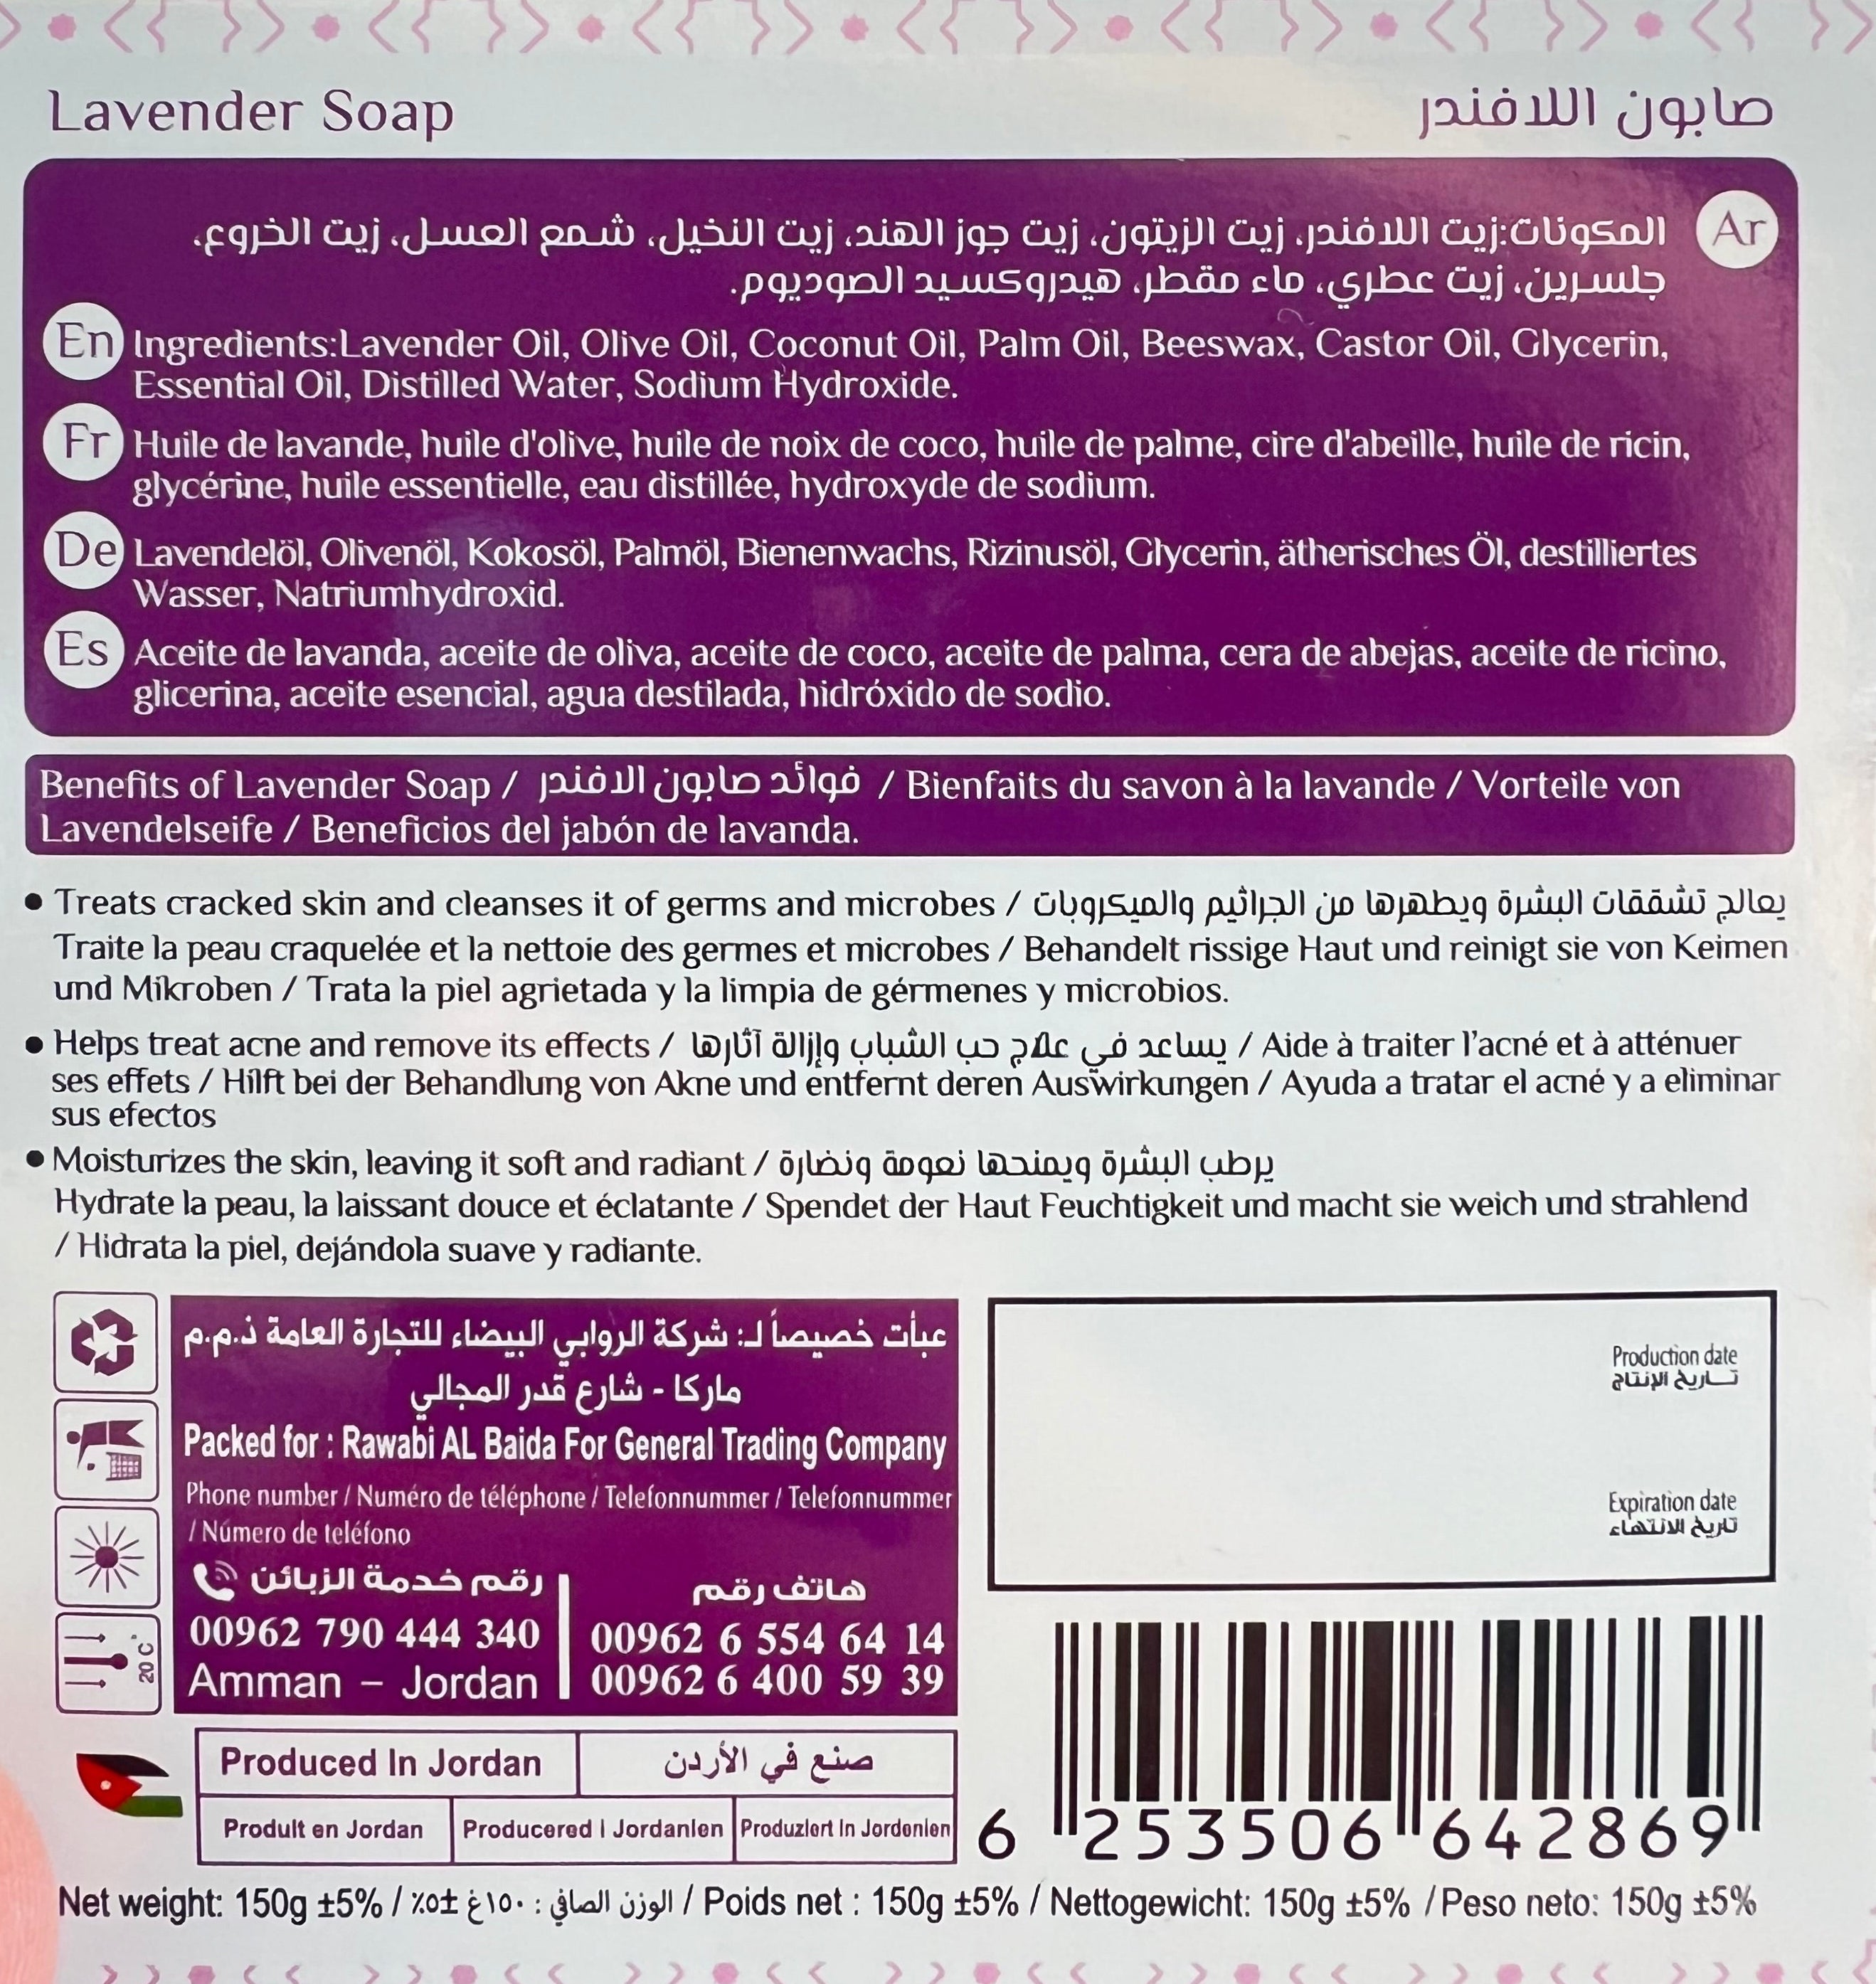 Lavender Soap
صابون اللافندر
Ar
المكونات:زيت اللافندر، زيت الزيتون، زيت جوز الهند، زيت النخيل، شمع العسل، زيت الخروع،
جلسرين، زيت عطري، ماء مقطر، هيدروكسيد الصوديوم.
En
Ingredients:Lavender Oil, Olive Oil, Coconut Oil, Palm Oil, Beeswax, Castor Oil, Glycerin,
Essential Oil, Distilled Water, Sodium Hydroxide.
Fr
Huile de lavande, huile d'olive, huile de noix de coco, huile de palme, cire d'abeille, huile de ricin,
glycérine, huile essentielle, eau distillée, hydroxyde de sodium.
De
Lavendelöl, Olivenöl, Kokosöl, Palmöl, Bienenwachs, Rizinusöl, Glycerin, ätherisches Öl, destilliertes
Wasser, Natriumhydroxid.
Es
Aceite de lavanda, aceite de oliva, aceite de coco, aceite de palma, cera de abejas, aceite de ricino,
glicerina, aceite esencial, agua destilada, hidróxido de sodio.
Benefits of Lavender Soap / فوائد صابون الافندر / Bienfaits du savon à la lavande / Vorteile von
Lavendelseife / Beneficios del jabón de lavanda.
• Treats cracked skin and cleanses it of germs and microbes / يعالج تشققات البشرة ويطهرها من الجراثيم والميكروبات
Traite la peau craquelée et la nettoie des germes et microbes / Behandelt rissige Haut und reinigt sie von Keimen
und Mikroben / Trata la piel agrietada y la limpia de gérmenes y microbios.
• Helps treat acne and remove its effects / يساعد في علاج حب الشباب وإزالة آثارها / Aide à traiter l'acné et à atténuer
ses effets / Hilft bei der Behandlung von Akne und entfernt deren Auswirkungen / Ayuda a tratar el acné y a eliminar
sus efectos
• Moisturizes the skin, leaving it soft and radiant / يرطب البشرة ويمنحها نعومة ونضارة
Hydrate la peau, la laissant douce et éclatante / Spendet der Haut Feuchtigkeit und macht sie weich und strahlend
/ Hidrata la piel, dejándola suave y radiante.
عبأت خصيصاً لـ: شركة الروابي البيضاء للتجارة العامة ذ.م.م
ماركا - شارع قدر المجالي
Packed for : Rawabi AL Baida For General Trading Company
Phone number / Numéro de téléphone / Telefonnummer / Telefonnummer
/ Número de teléfono
رقم خدمة الزبائن
00962 790 444 340
Amman – Jordan
هاتف رقم
00962 6 554 64 14
00962 6 400 59 39
20 C°
Production date
تاريخ الإنتاج
Expiration date
تاريخ الانتهاء
Produced In Jordan
صنع في الأردن
Produit en Jordan
Producered I Jordanien
Produziert In Jordonien
6 253506 642869
Net weight: 150g ±5% / الوزن الصافي : ١٥٠غ ±٥٪ / Poids net : 150g ±5% / Nettogewicht: 150g ±5% / Peso neto: 150g ±5%